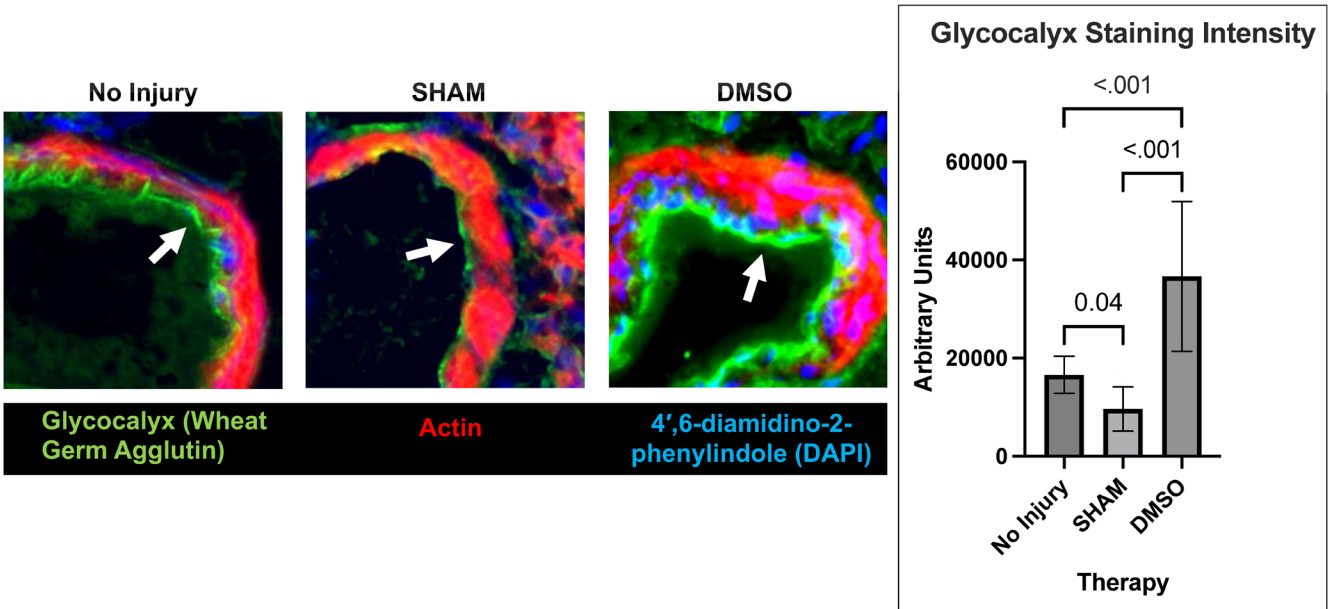 No Injury
SHAM
DMSO
Glycocalyx (Wheat
Germ Agglutin)
Actin
4′,6-diamidino-2-
phenylindole (DAPI)
Glycocalyx Staining Intensity
<.001
<.001
0.04
60000
40000
20000
0
Arbitrary Units
No Injury
SHAM
DMSO
Therapy